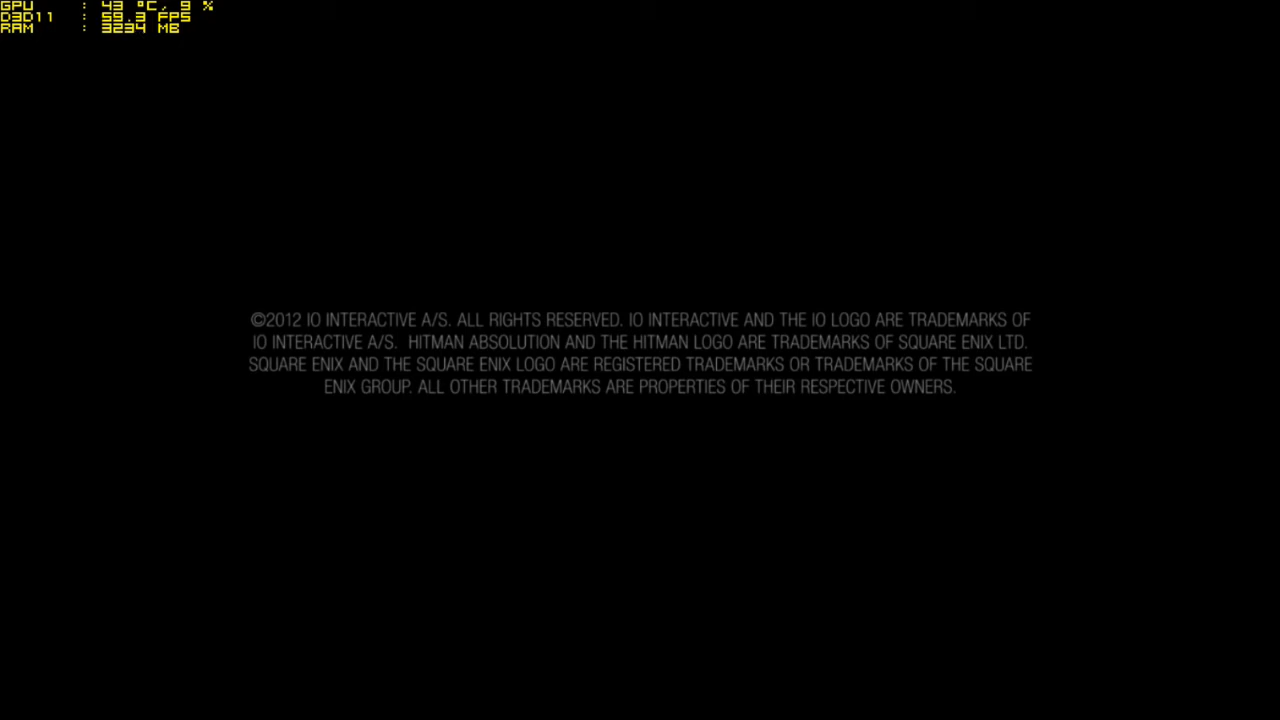 GPU : 43 °C, 9 %
D3D11 : 59.3 FPS
RAM : 3234 MB
©2012 IO INTERACTIVE A/S. ALL RIGHTS RESERVED. IO INTERACTIVE AND THE IO LOGO ARE TRADEMARKS OF
IO INTERACTIVE A/S. HITMAN ABSOLUTION AND THE HITMAN LOGO ARE TRADEMARKS OF SQUARE ENIX LTD.
SQUARE ENIX AND THE SQUARE ENIX LOGO ARE REGISTERED TRADEMARKS OR TRADEMARKS OF THE SQUARE
ENIX GROUP. ALL OTHER TRADEMARKS ARE PROPERTIES OF THEIR RESPECTIVE OWNERS.